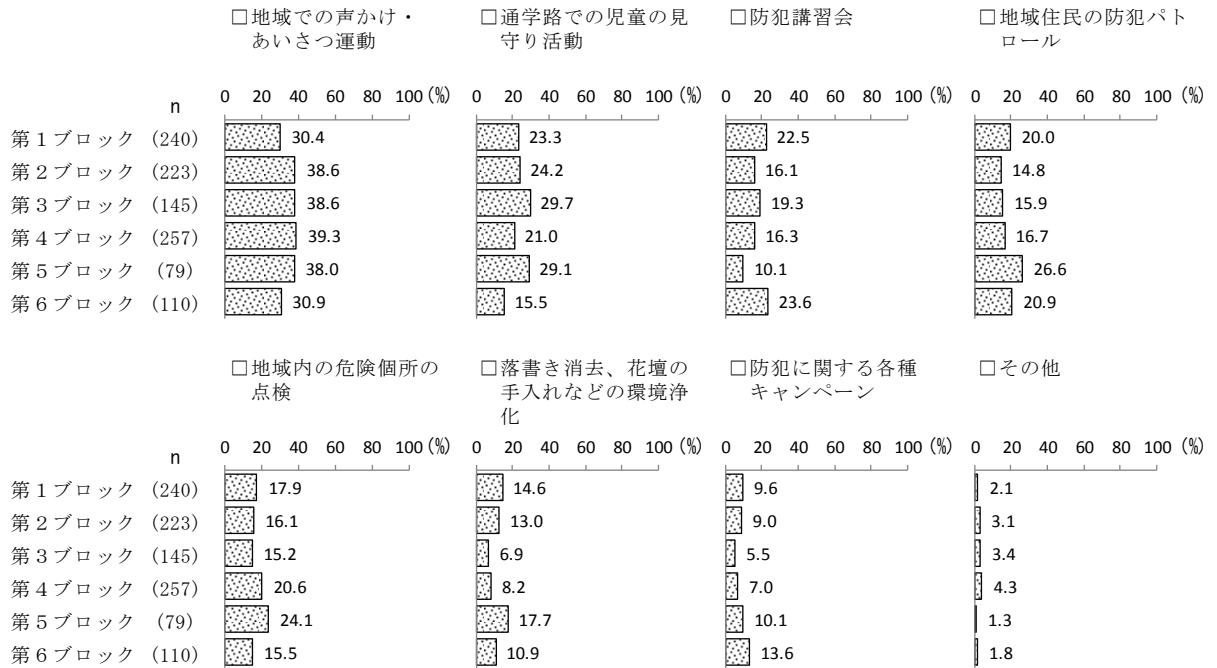 □地域での声かけ・ □通学路での児童の見 □防犯講習会 □地域住民の防犯パト
あいさつ運動 守り活動 ロール
n 0 20 40 60 80 100(%) 0 20 40 60 80 100(%) 0 20 40 60 80 100(%) 0 20 40 60 80 100(%)
第1ブロック (240) 30.4 23.3 22.5 20.0
第2ブロック (223) 38.6 24.2 16.1 14.8
第3ブロック (145) 38.6 29.7 19.3 15.9
第4ブロック (257) 39.3 21.0 16.3 16.7
第5ブロック (79) 38.0 29.1 10.1 26.6
第6ブロック (110) 30.9 15.5 23.6 20.9
□地域内の危険個所の □落書き消去、花壇の □防犯に関する各種 □その他
点検 手入れなどの環境浄 キャンペーン
化
n 0 20 40 60 80 100(%) 0 20 40 60 80 100(%) 0 20 40 60 80 100(%) 0 20 40 60 80 100(%)
第1ブロック (240) 17.9 14.6 9.6 2.1
第2ブロック (223) 16.1 13.0 9.0 3.1
第3ブロック (145) 15.2 6.9 5.5 3.4
第4ブロック (257) 20.6 8.2 7.0 4.3
第5ブロック (79) 24.1 17.7 10.1 1.3
第6ブロック (110) 15.5 10.9 13.6 1.8